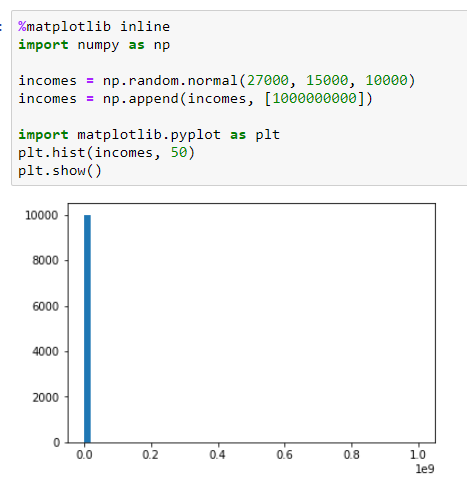 :
%matplotlib inline
import numpy as np
incomes = np.random.normal(27000, 15000, 10000)
incomes = np.append(incomes, [1000000000])
import matplotlib.pyplot as plt
plt.hist(incomes, 50)
plt.show()
10000
8000
6000
4000
2000
0
0.0 0.2 0.4 0.6 0.8 1.0
1e9